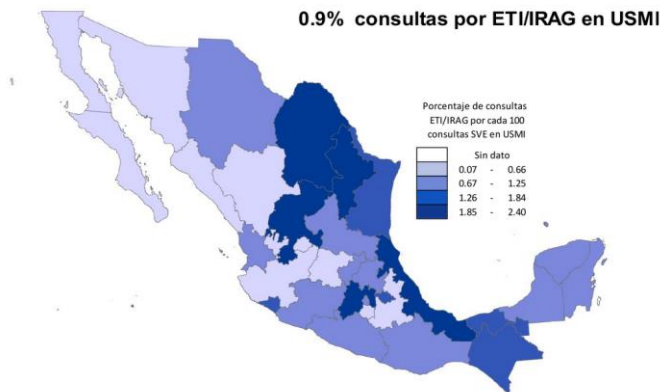 0.9% consultas por ETI/IRAG en USMI
Porcentaje de consultas
ETI/IRAG por cada 100
consultas SVE en USMI
Sin dato
0.07 - 0.66
0.67 - 1.25
1.26 - 1.84
1.85 - 2.40